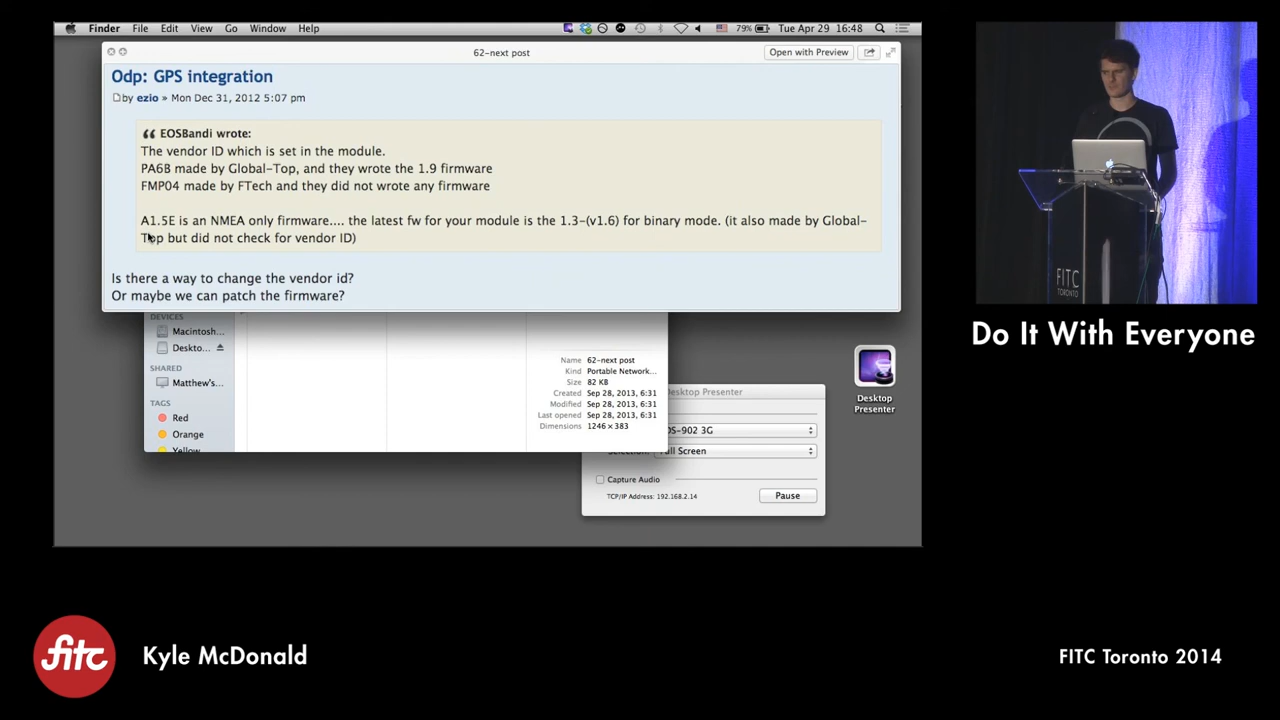 Finder File Edit View Go Window Help 79% Tue Apr 29 16:48
62-next post
Open with Preview
Odp: GPS integration
by ezio » Mon Dec 31, 2012 5:07 pm
EOSBandi wrote:
The vendor ID which is set in the module.
PA6B made by Global-Top, and they wrote the 1.9 firmware
FMP04 made by FTech and they did not wrote any firmware
A1.5E is an NMEA only firmware.... the latest fw for your module is the 1.3-(v1.6) for binary mode. (it also made by Global-
Top but did not check for vendor ID)
Is there a way to change the vendor id?
Or maybe we can patch the firmware?
DEVICES
Macintosh...
Deskto...
SHARED
Matthew's...
TAGS
Red
Orange
Yellow
Name 62-next post
Kind Portable Network...
Size 82 KB
Created Sep 28, 2013, 6:31
Modified Sep 28, 2013, 6:31
Last opened Sep 28, 2013, 6:31
Dimensions 1246 × 383
Desktop Presenter
OS-902 3G
Selection: Full Screen
Capture Audio
TCP/IP Address: 192.168.2.14
Pause
Desktop
Presenter
FITC
TORONTO
Do It With Everyone
fitc
Kyle McDonald
FITC Toronto 2014